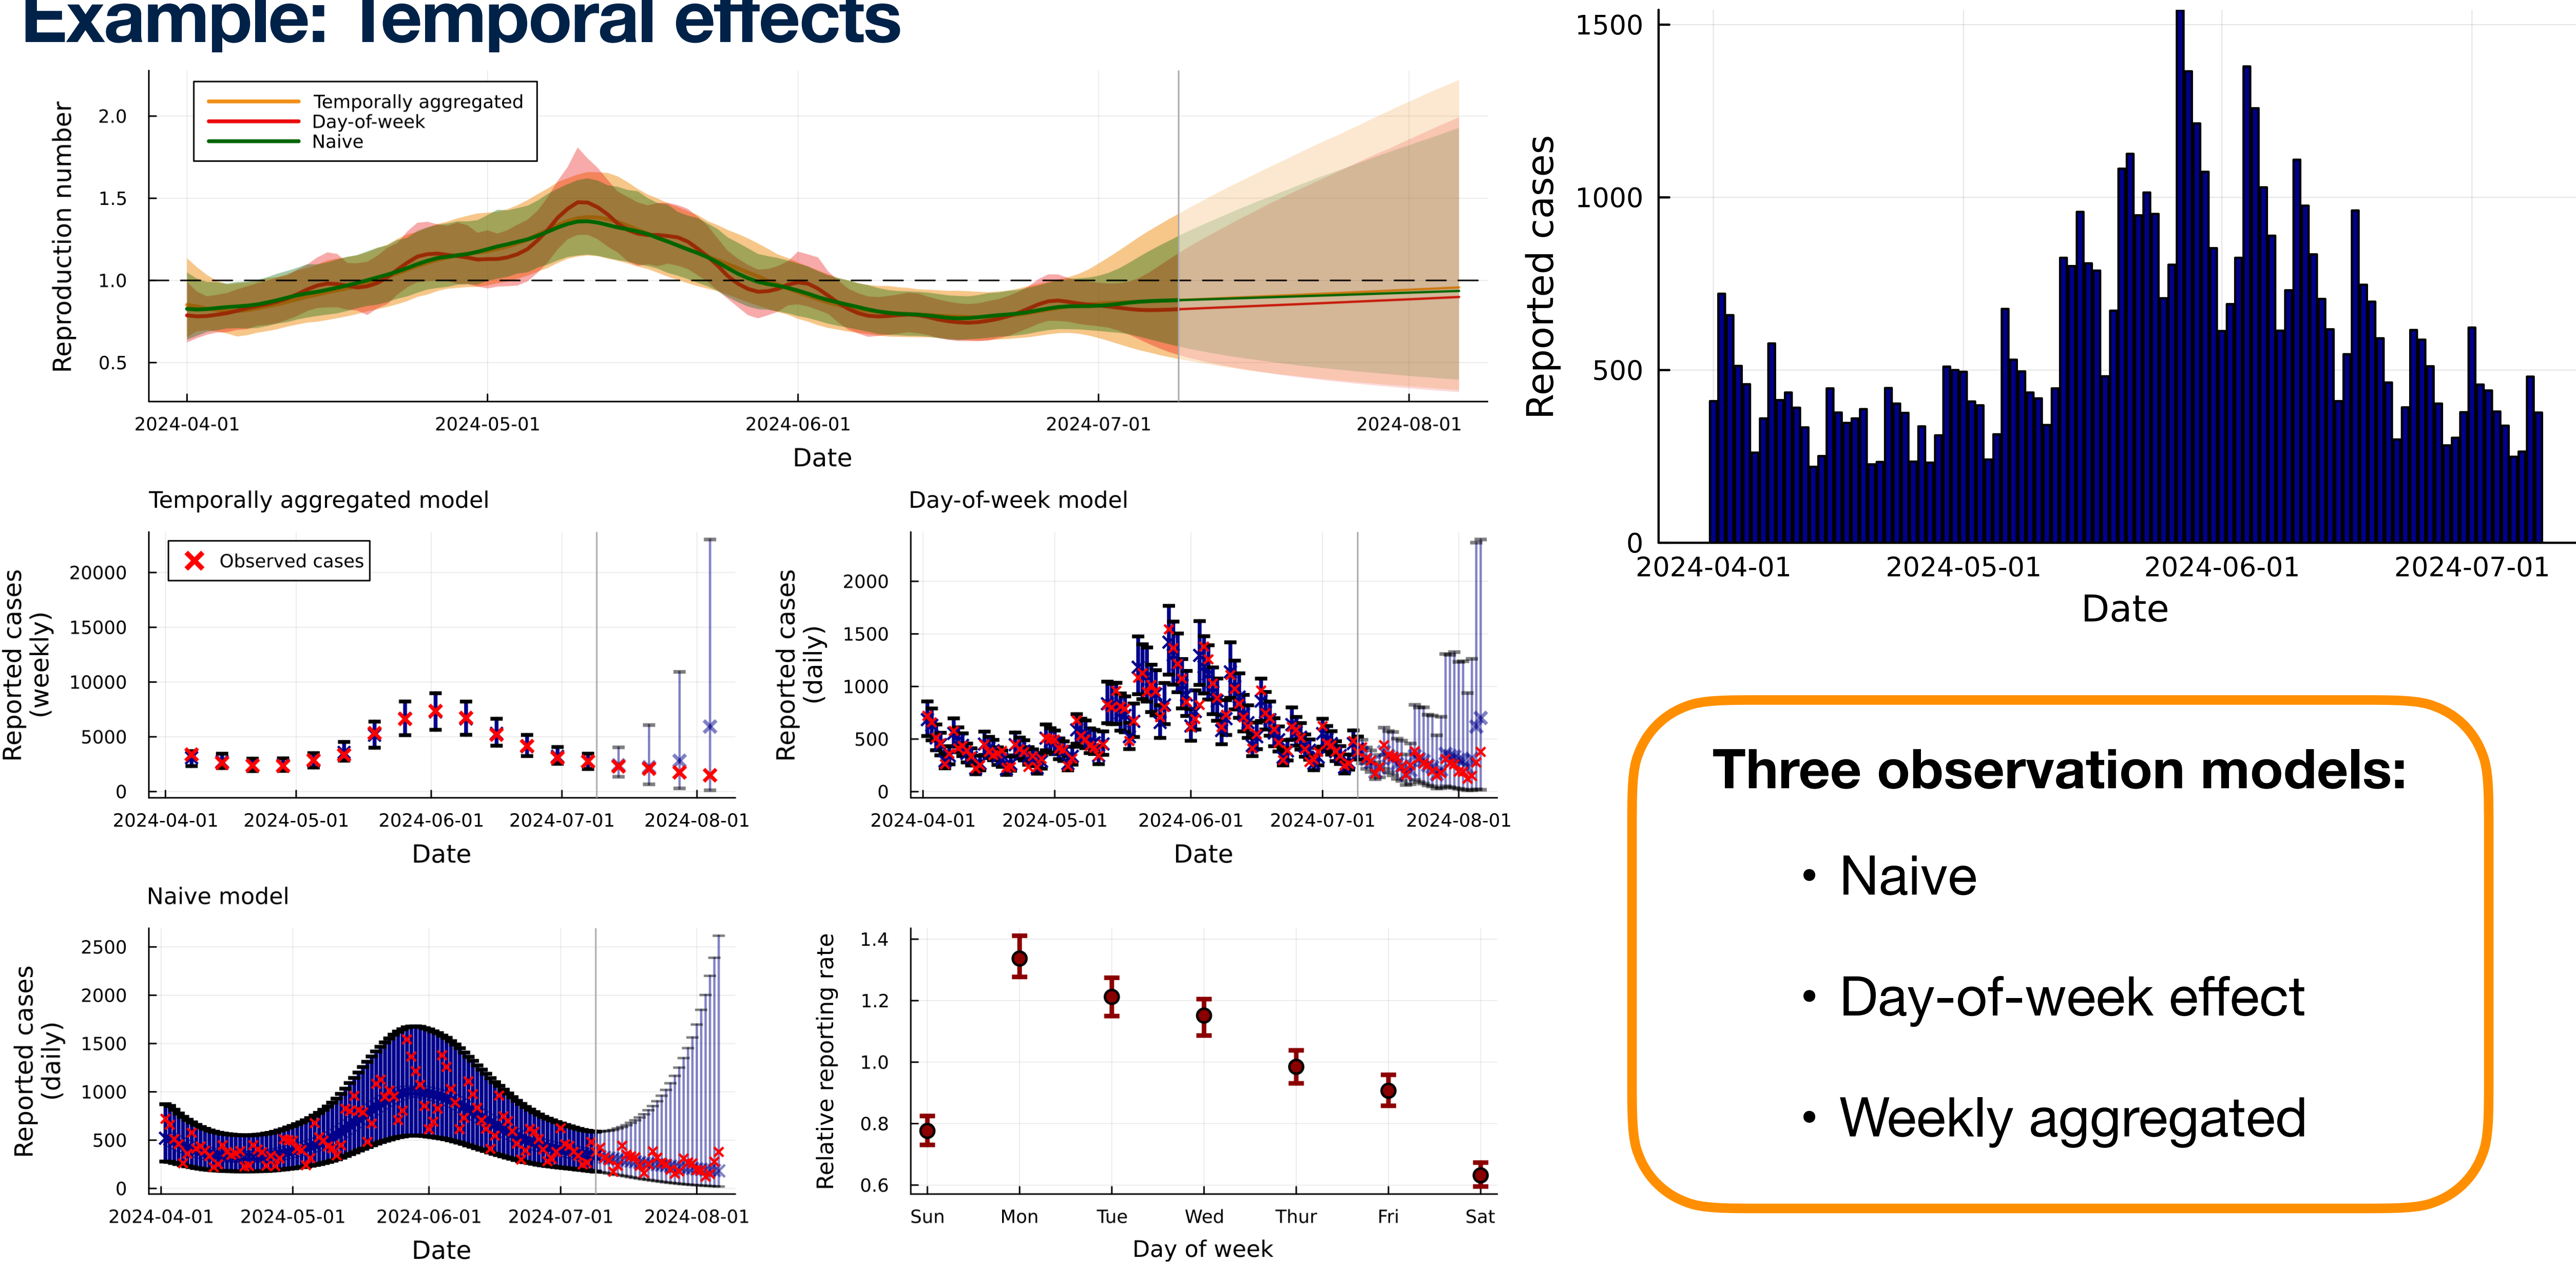 Example: Temporal effects
Reproduction number
2.0
1.5
1.0
0.5
Temporally aggregated
Day-of-week
Naive
2024-04-01
2024-05-01
2024-06-01
2024-07-01
2024-08-01
Date
Reported cases
1500
1000
500
0
2024-04-01
2024-05-01
2024-06-01
2024-07-01
Date
Temporally aggregated model
Reported cases
(weekly)
20000
15000
10000
5000
0
Observed cases
2024-04-01
2024-05-01
2024-06-01
2024-07-01
2024-08-01
Date
Day-of-week model
Reported cases
(daily)
2000
1500
1000
500
0
2024-04-01
2024-05-01
2024-06-01
2024-07-01
2024-08-01
Date
Naive model
Reported cases
(daily)
2500
2000
1500
1000
500
0
2024-04-01
2024-05-01
2024-06-01
2024-07-01
2024-08-01
Date
Relative reporting rate
1.4
1.2
1.0
0.8
0.6
Sun
Mon
Tue
Wed
Thur
Fri
Sat
Day of week
Three observation models:
• Naive
• Day-of-week effect
• Weekly aggregated